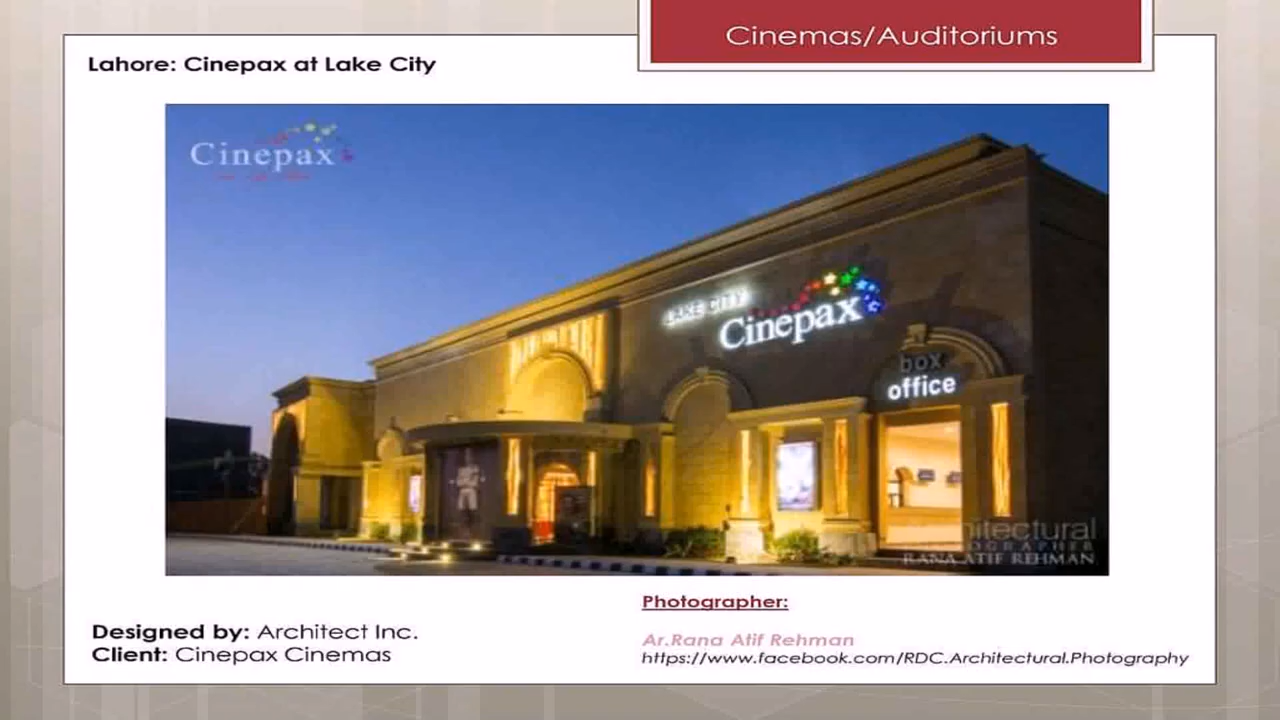 Cinemas/Auditoriums
Lahore: Cinepax at Lake City
Cinepax
LAKE CITY
Cinepax
box
office
RANA ATIF REHMAN
Photographer:
Ar.Rana Atif Rehman
https://www.facebook.com/RDC.Architectural.Photography
Designed by: Architect Inc.
Client: Cinepax Cinemas